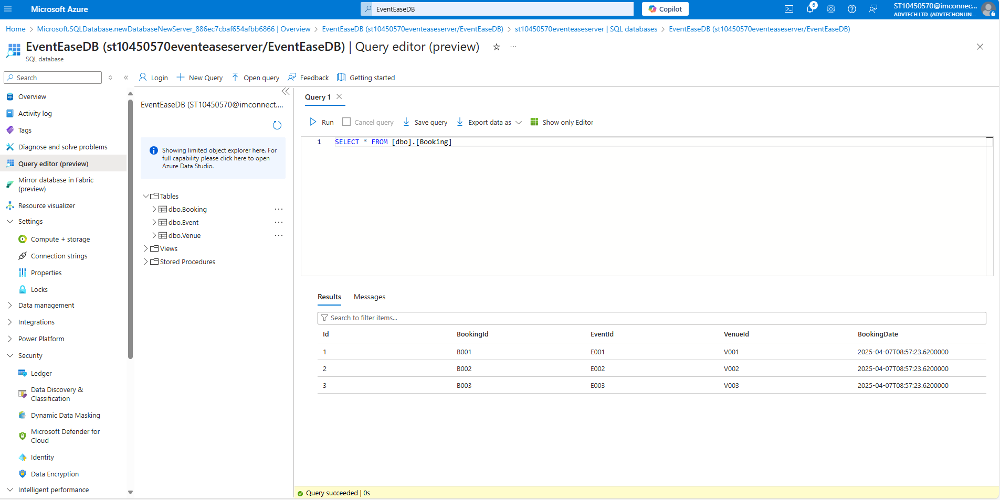 Microsoft Azure
EventEaseDB
Copilot
6
ST10450570@imconnec...
ADVTECH LTD. (ADVTECHONLIN...
Home > Microsoft.SQLDatabase.newDatabaseNewServer_886ec7cbaf654afbb6866 | Overview > EventEaseDB (st10450570eventeaseserver/EventEaseDB) > st10450570eventeaseserver | SQL databases > EventEaseDB (st10450570eventeaseserver/EventEaseDB)
EventEaseDB (st10450570eventeaseserver/EventEaseDB) | Query editor (preview)
SQL database
Search
Overview
Activity log
Tags
Diagnose and solve problems
Query editor (preview)
Mirror database in Fabric
(preview)
Resource visualizer
Settings
Compute + storage
Connection strings
Properties
Locks
Data management
Integrations
Power Platform
Security
Ledger
Data Discovery &
Classification
Dynamic Data Masking
Microsoft Defender for
Cloud
Identity
Data Encryption
Intelligent performance
Login New Query Open query Feedback Getting started
EventEaseDB (ST10450570@imconnect....
Showing limited object explorer here. For
full capability please click here to open
Azure Data Studio.
Tables
dbo.Booking
dbo.Event
dbo.Venue
Views
Stored Procedures
Query 1
Run Cancel query Save query Export data as Show only Editor
1 SELECT * FROM [dbo].[Booking]
Results Messages
Search to filter items...
Id BookingId EventId VenueId BookingDate
1 B001 E001 V001 2025-04-07T08:57:23.6200000
2 B002 E002 V002 2025-04-07T08:57:23.6200000
3 B003 E003 V003 2025-04-07T08:57:23.6200000
Query succeeded | 0s